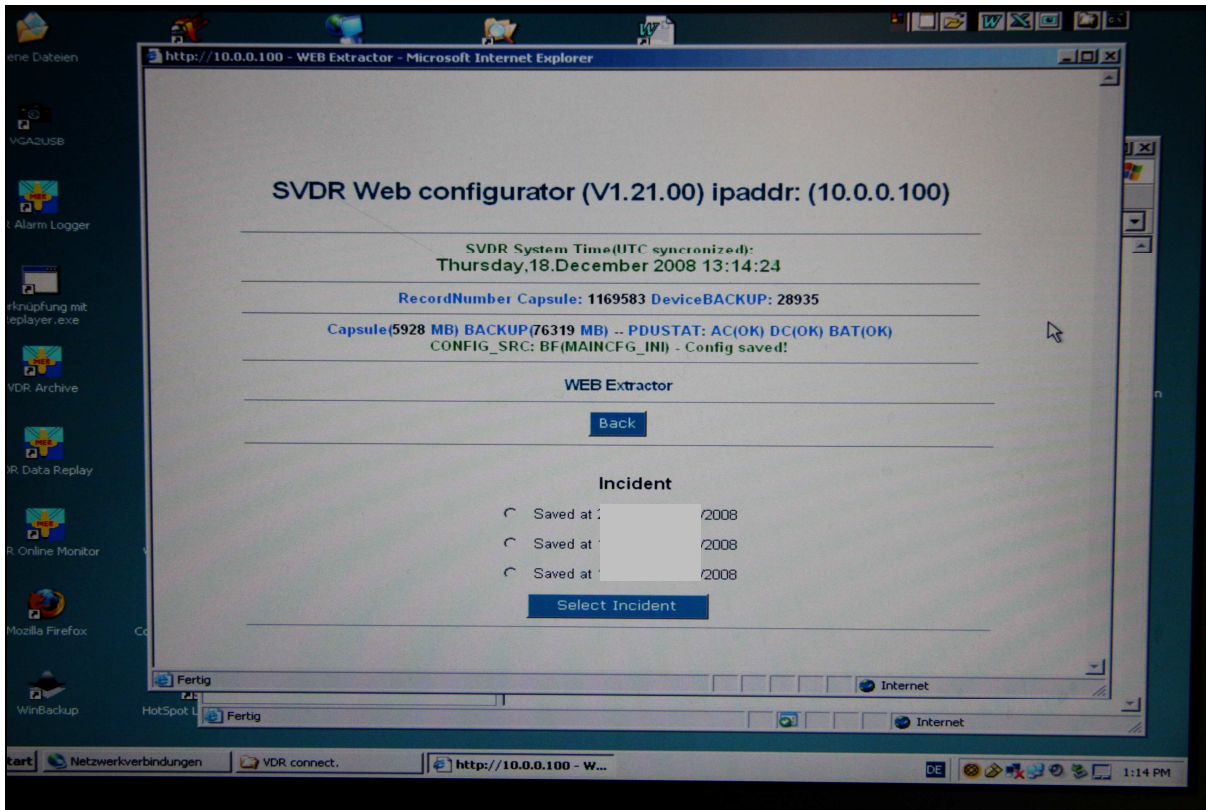 ene Dateien
http://10.0.0.100 - WEB Extractor - Microsoft Internet Explorer
VGA2USB
SVDR Web configurator (V1.21.00) ipaddr: (10.0.0.100)
Alarm Logger
SVDR System Time(UTC syncronized):
Thursday,18.December 2008 13:14:24
rknüpfung mit
eplayer.exe
RecordNumber Capsule: 1169583 DeviceBACKUP: 28935
Capsule(5928 MB) BACKUP(76319 MB) -- PDUSTAT: AC(OK) DC(OK) BAT(OK)
CONFIG_SRC: BF(MAINCFG_INI) - Config saved!
VDR Archive
WEB Extractor
Back
DR Data Replay
Incident
Saved at /2008
Saved at /2008
Saved at /2008
R Online Monitor
Select Incident
Mozilla Firefox
Fertig
Internet
WinBackup
HotSpot L
Fertig
Internet
tart
Netzwerkverbindungen
VDR connect.
http://10.0.0.100 - W...
DE
1:14 PM